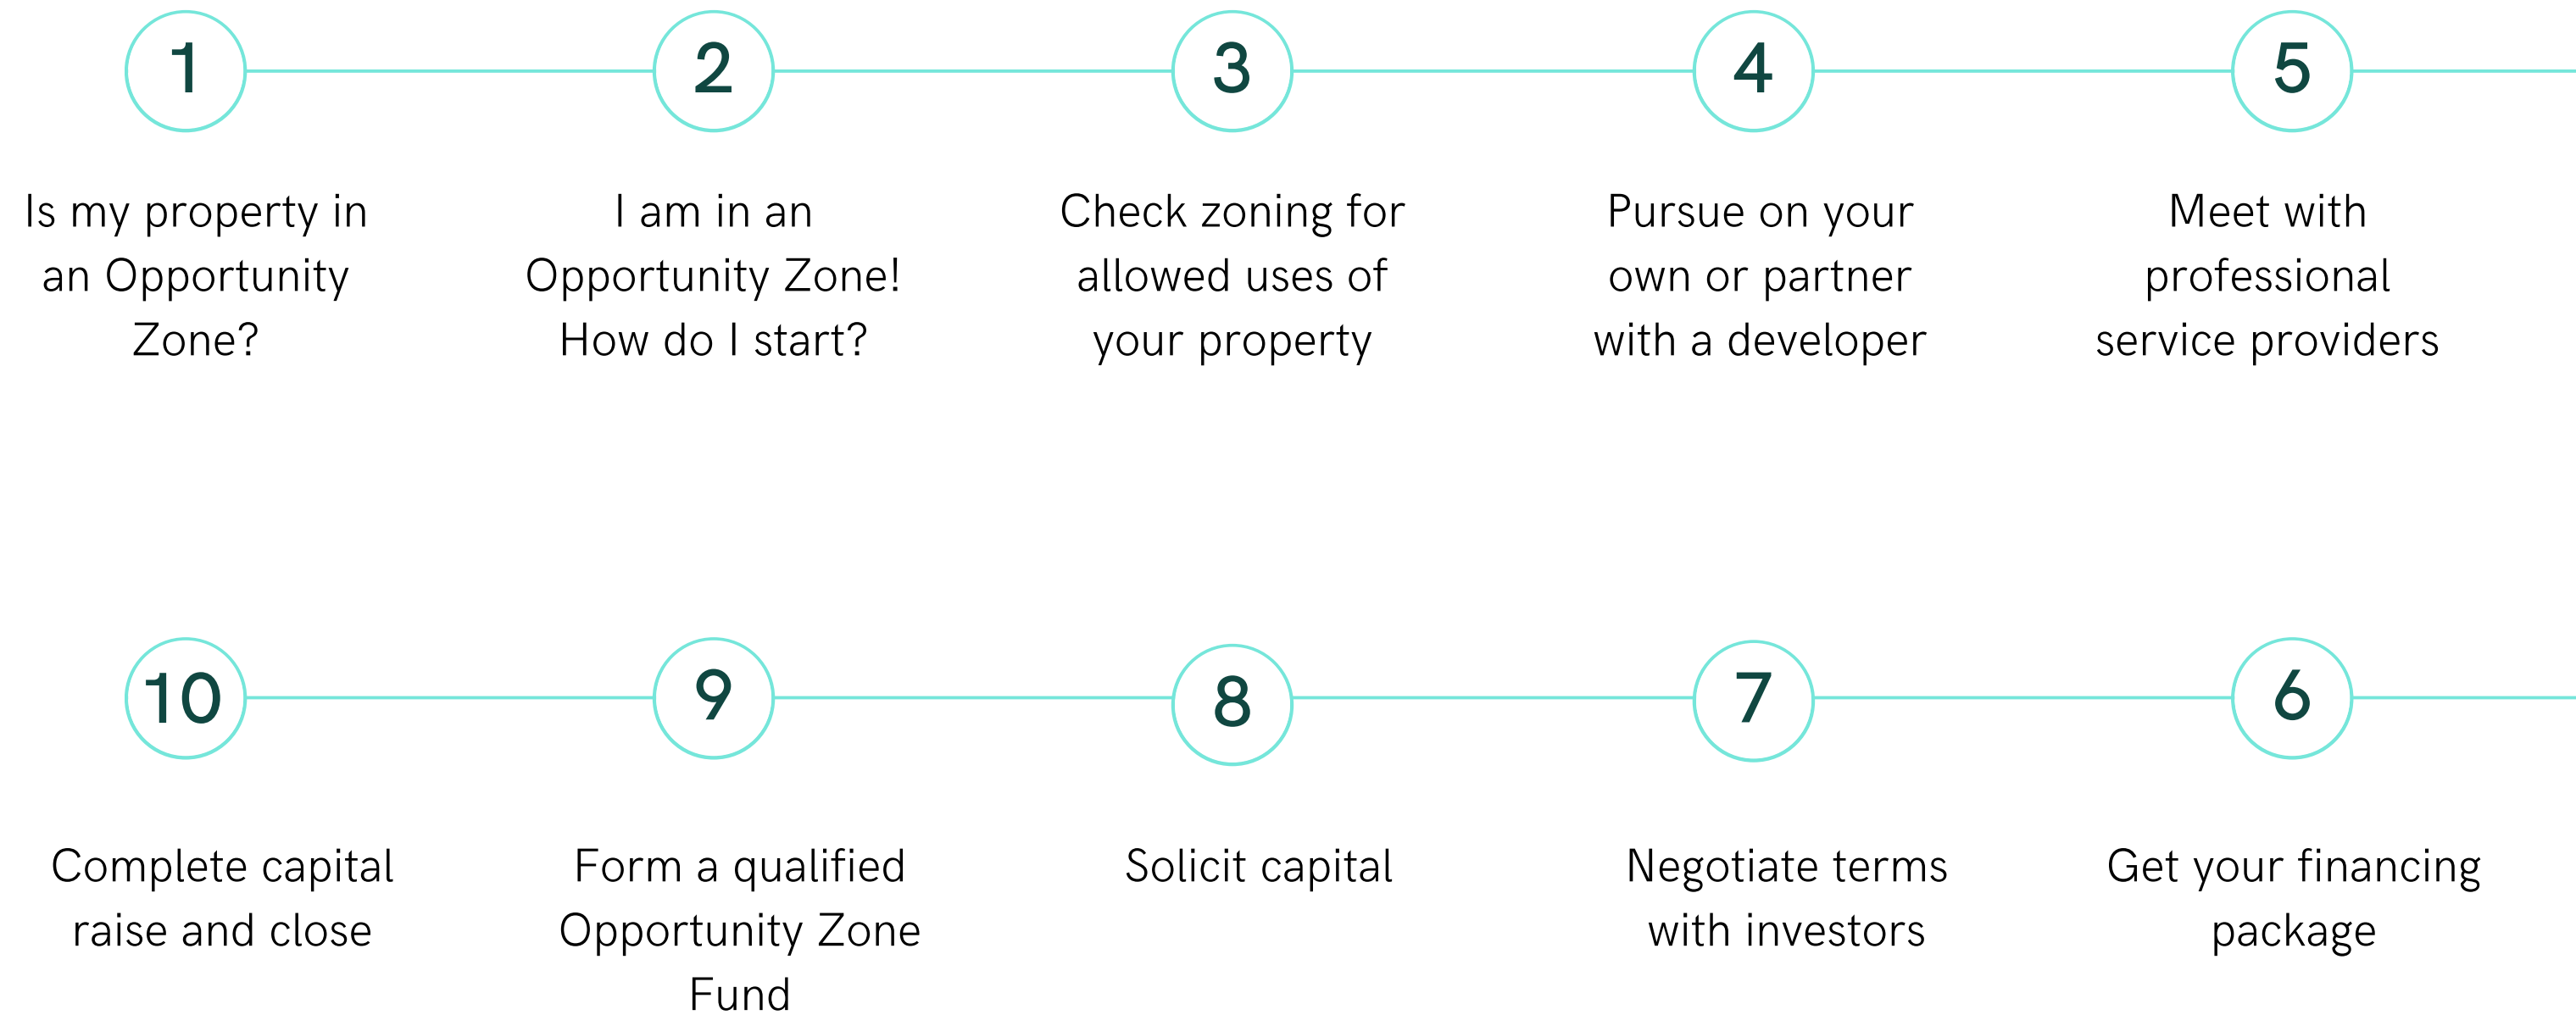 1
2
3
4
5
Is my property in
an Opportunity
Zone?
I am in an
Opportunity Zone!
How do I start?
Check zoning for
allowed uses of
your property
Pursue on your
own or partner
with a developer
Meet with
professional
service providers
10
9
8
7
6
Complete capital
raise and close
Form a qualified
Opportunity Zone
Fund
Solicit capital
Negotiate terms
with investors
Get your financing
package